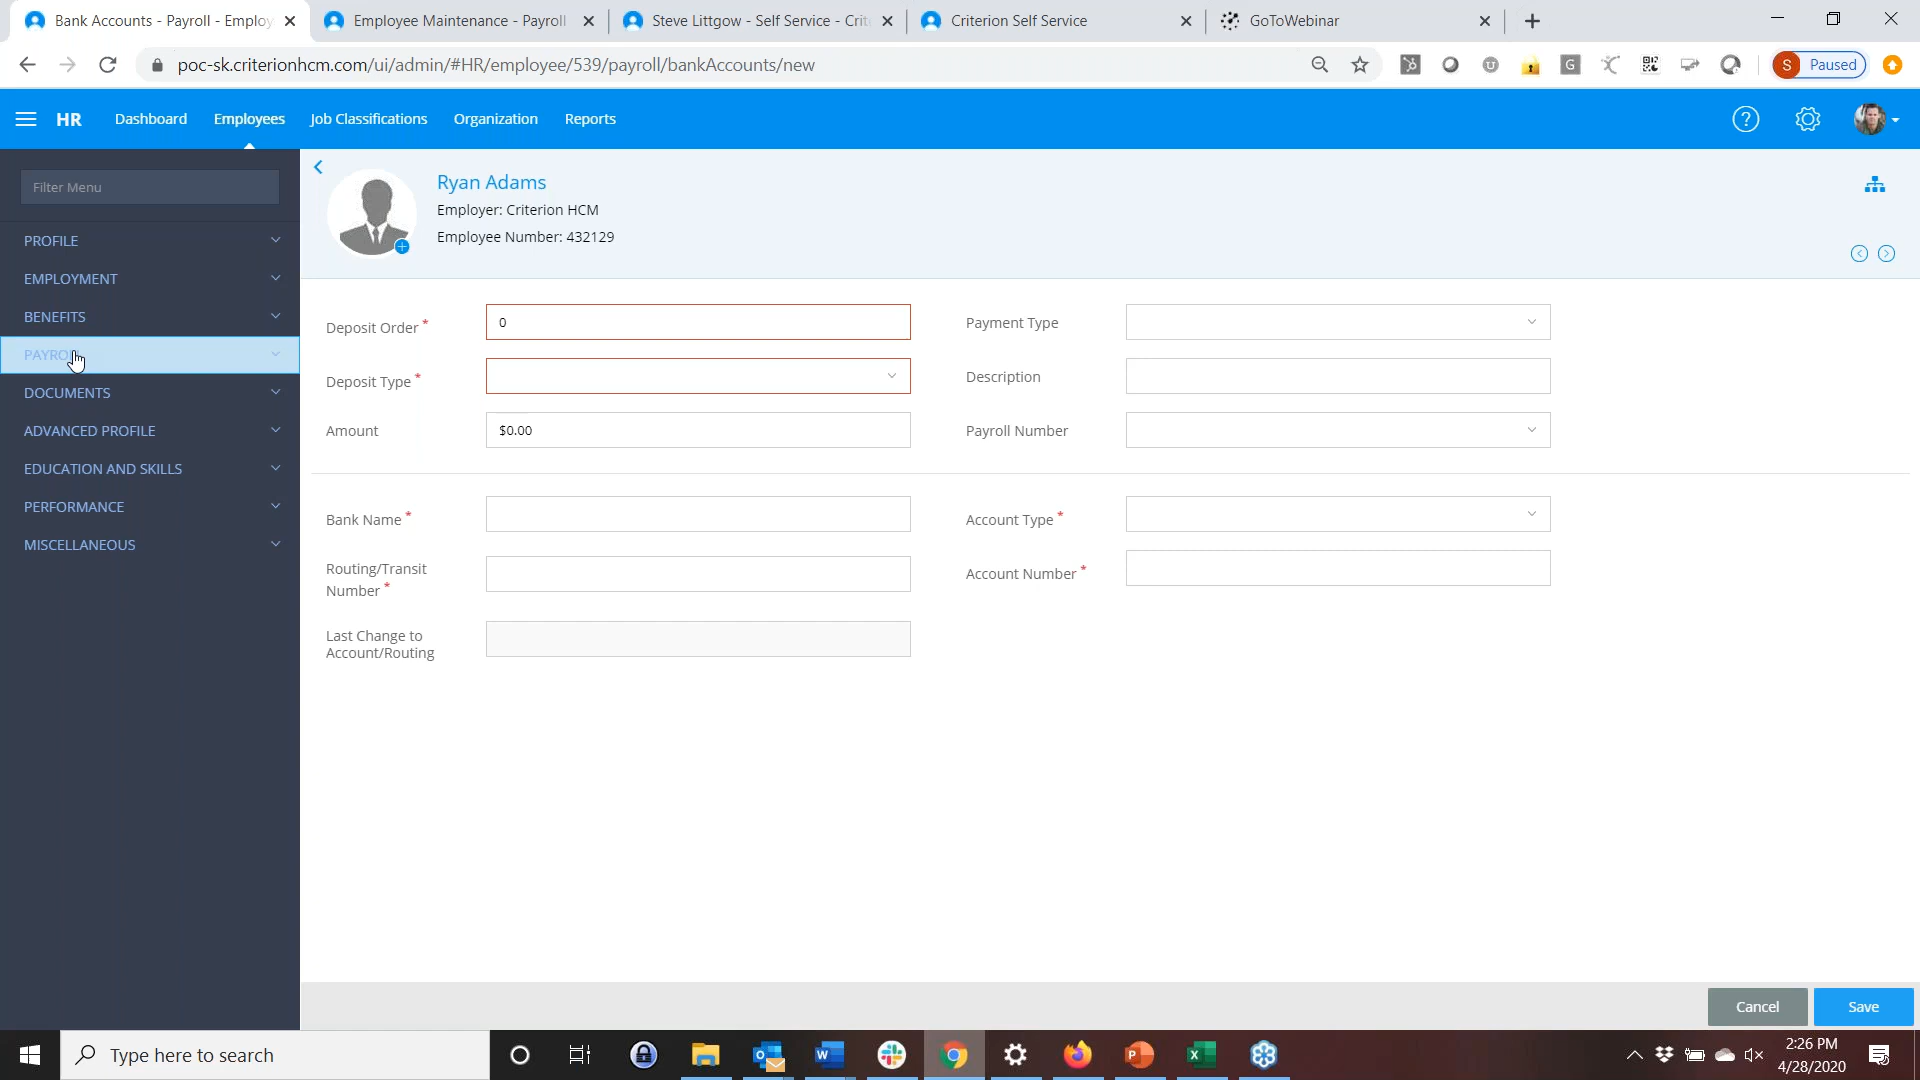 Bank Accounts - Payroll - Employ
Employee Maintenance - Payroll
Steve Littgow - Self Service - Crit
Criterion Self Service
GoToWebinar
poc-sk.criterionhcm.com/ui/admin/#HR/employee/539/payroll/bankAccounts/new
G
S Paused
HR
Dashboard
Employees
Job Classifications
Organization
Reports
Filter Menu
PROFILE
EMPLOYMENT
BENEFITS
DOCUMENTS
ADVANCED PROFILE
EDUCATION AND SKILLS
PERFORMANCE
MISCELLANEOUS
Ryan Adams
Employer: Criterion HCM
Employee Number: 432129
Deposit Order *
0
Payment Type
Deposit Type *
Description
Amount
$0.00
Payroll Number
Bank Name *
Account Type *
Routing/Transit
Number *
Account Number *
Last Change to
Account/Routing
Cancel
Save
Type here to search
2:26 PM
4/28/2020